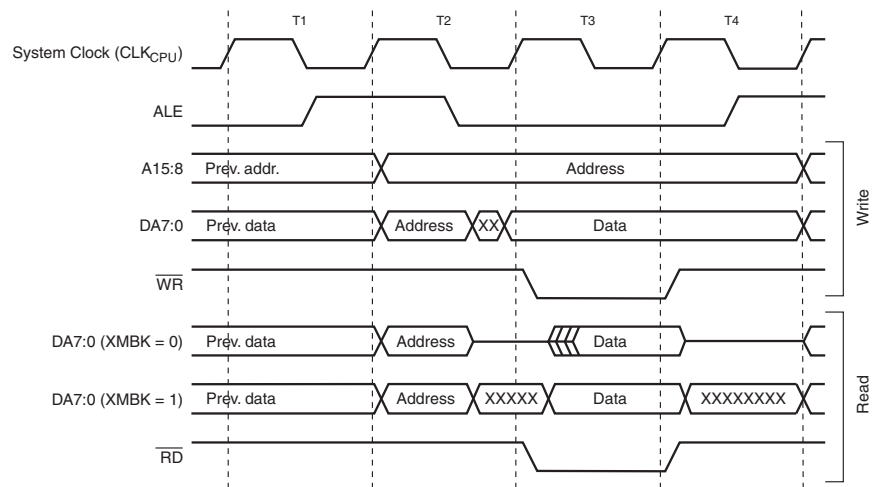 T1 T2 T3 T4
System Clock (CLKCPU)
ALE
A15:8 Prev. addr. Address
DA7:0 Prev. data Address XX Data
WR
Write
DA7:0 (XMBK = 0) Prev. data Address Data
DA7:0 (XMBK = 1) Prev. data Address XXXXX Data XXXXXXXX
RD
Read